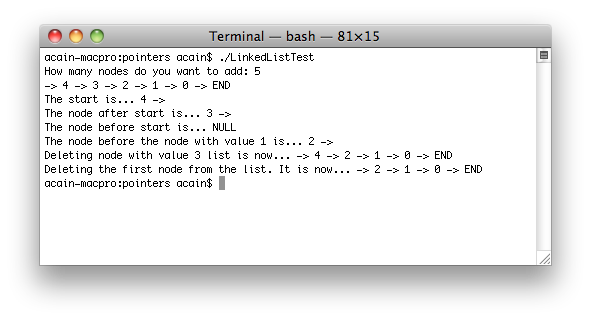 Terminal — bash — 81×15
acain-macpro:pointers acain$ ./LinkedListTest
How many nodes do you want to add: 5
-> 4 -> 3 -> 2 -> 1 -> 0 -> END
The start is... 4 ->
The node after start is... 3 ->
The node before start is... NULL
The node before the node with value 1 is... 2 ->
Deleting node with value 3 list is now... -> 4 -> 2 -> 1 -> 0 -> END
Deleting the first node from the list. It is now... -> 2 -> 1 -> 0 -> END
acain-macpro:pointers acain$